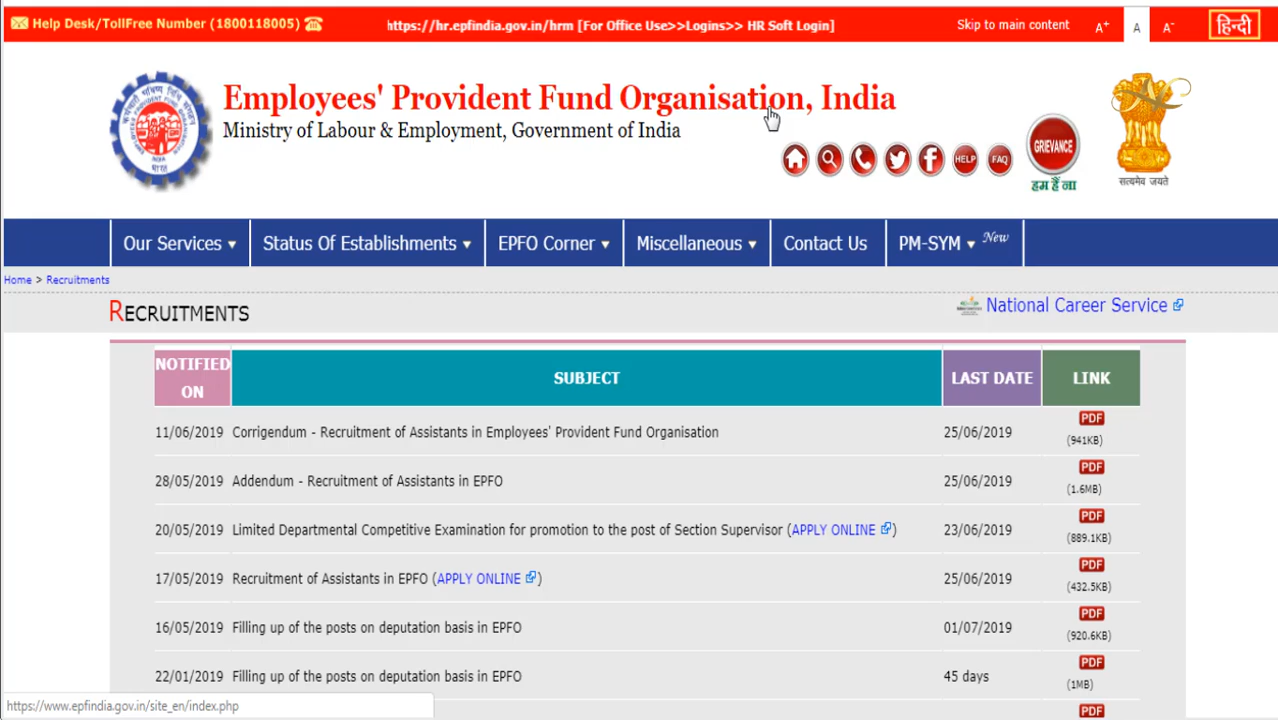 Help Desk/TollFree Number (1800118005)
https://hr.epfindia.gov.in/hrm [For Office Use>>Logins>> HR Soft Login]
Skip to main content
A+ A A-
हिन्दी
Employees' Provident Fund Organisation, India
Ministry of Labour & Employment, Government of India
HELP
FAQ
GRIEVANCE
हम हैं ना
सत्यमेव जयते
Our Services
Status Of Establishments
EPFO Corner
Miscellaneous
Contact Us
PM-SYM New
Home > Recruitments
RECRUITMENTS
National Career Service
NOTIFIED ON SUBJECT LAST DATE LINK
11/06/2019 Corrigendum - Recruitment of Assistants in Employees' Provident Fund Organisation 25/06/2019 PDF
(941KB)
28/05/2019 Addendum - Recruitment of Assistants in EPFO 25/06/2019 PDF
(1.6MB)
20/05/2019 Limited Departmental Competitive Examination for promotion to the post of Section Supervisor (APPLY ONLINE ) 23/06/2019 PDF
(889.1KB)
17/05/2019 Recruitment of Assistants in EPFO (APPLY ONLINE ) 25/06/2019 PDF
(432.5KB)
16/05/2019 Filling up of the posts on deputation basis in EPFO 01/07/2019 PDF
(920.6KB)
22/01/2019 Filling up of the posts on deputation basis in EPFO 45 days PDF
(1MB)
PDF
https://www.epfindia.gov.in/site_en/index.php